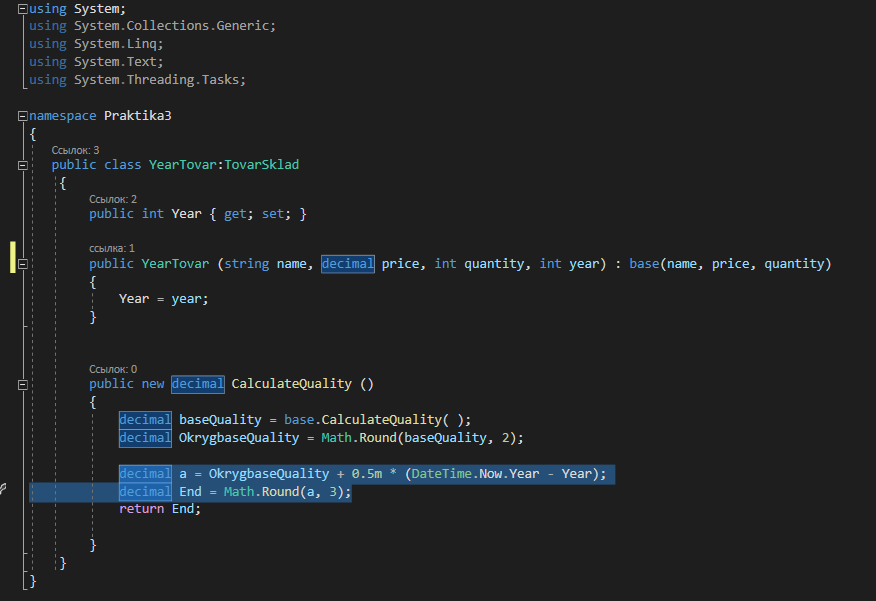 using System;
using System.Collections.Generic;
using System.Linq;
using System.Text;
using System.Threading.Tasks;
namespace Praktika3
{
Ссылок: 3
public class YearTovar:TovarSklad
{
Ссылок: 2
public int Year { get; set; }
ссылка: 1
public YearTovar (string name, decimal price, int quantity, int year) : base(name, price, quantity)
{
Year = year;
}
Ссылок: 0
public new decimal CalculateQuality ()
{
decimal baseQuality = base.CalculateQuality( );
decimal OkrygbaseQuality = Math.Round(baseQuality, 2);
decimal a = OkrygbaseQuality + 0.5m * (DateTime.Now.Year - Year);
decimal End = Math.Round(a, 3);
return End;
}
}
}